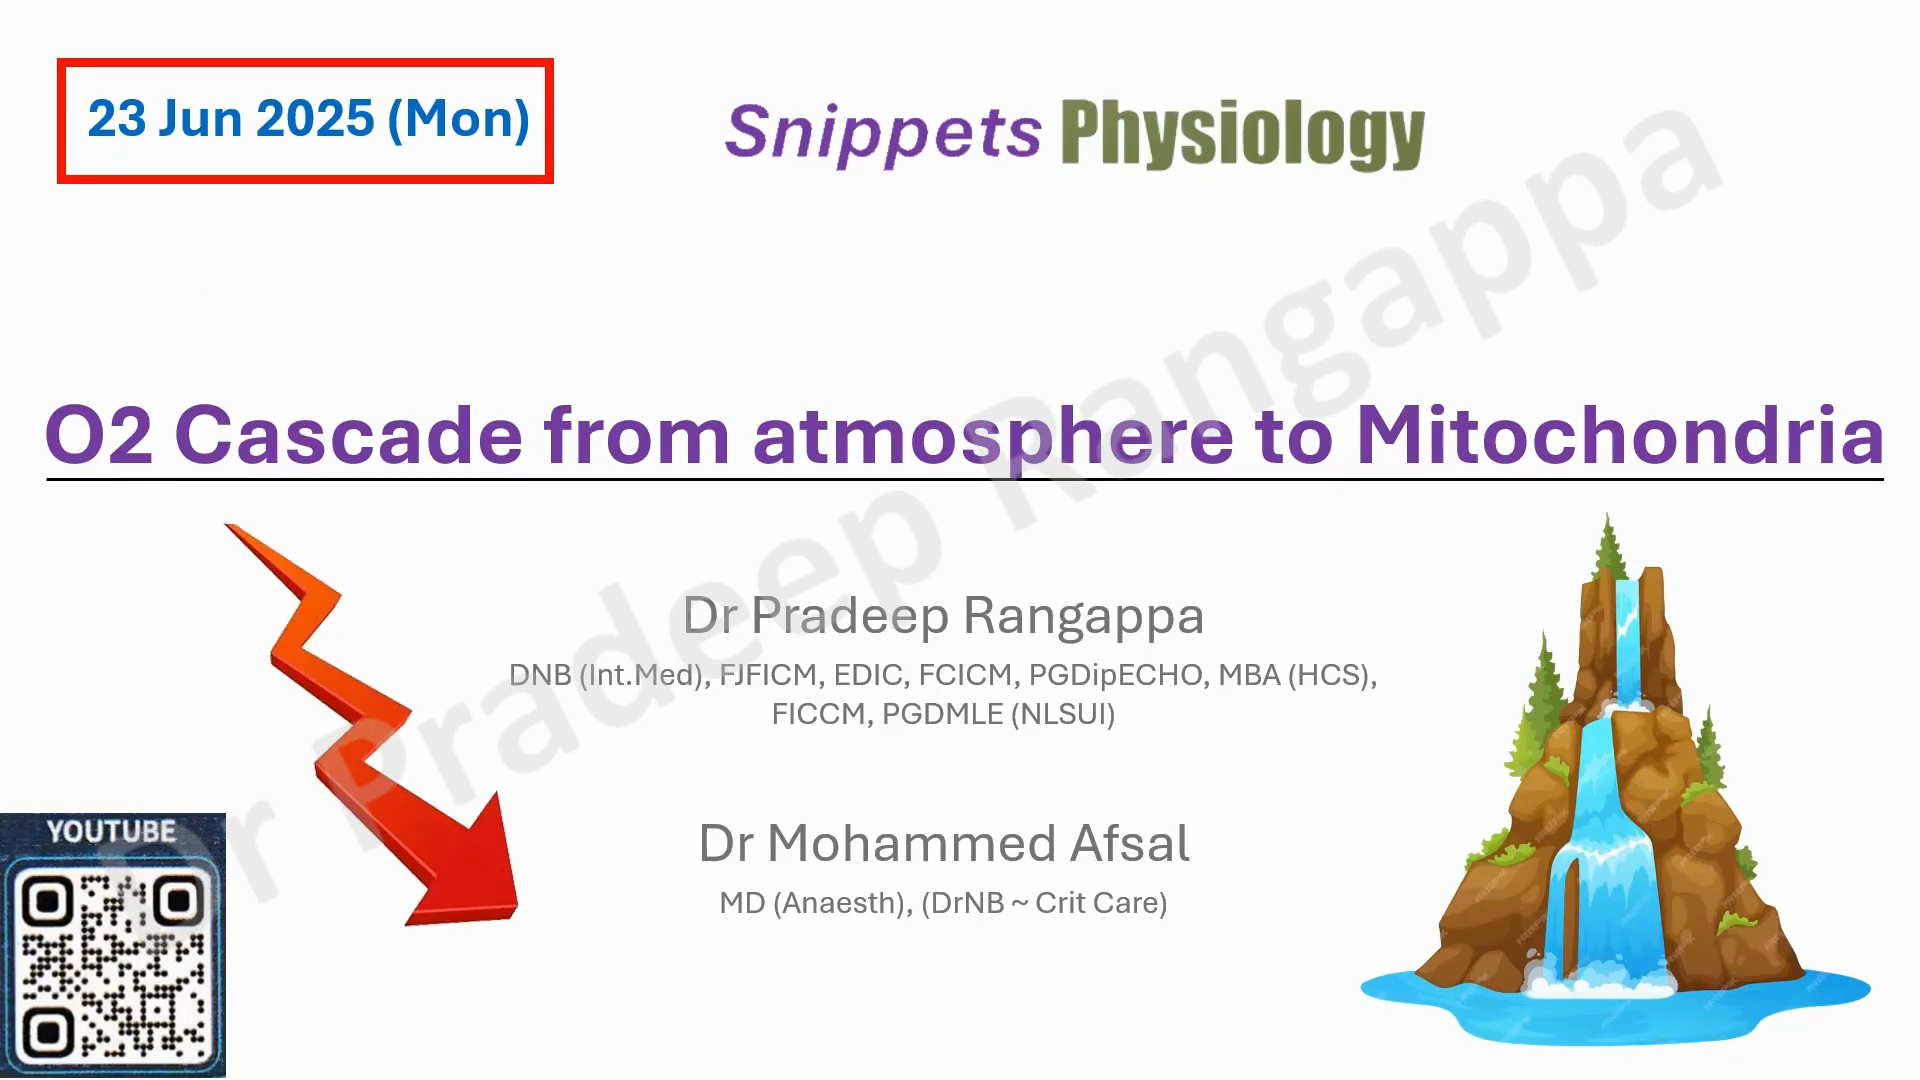 23 Jun 2025 (Mon)
Snippets Physiology
O2 Cascade from atmosphere to Mitochondria
Dr Pradeep Rangappa
DNB (Int.Med), FJFICM, EDIC, FCICM, PGDipECHO, MBA (HCS),
FICCM, PGDMLE (NLSUI)
Dr Mohammed Afsal
MD (Anaesth), (DrNB ~ Crit Care)
YOUTUBE
Dr Pradeep Rangappa